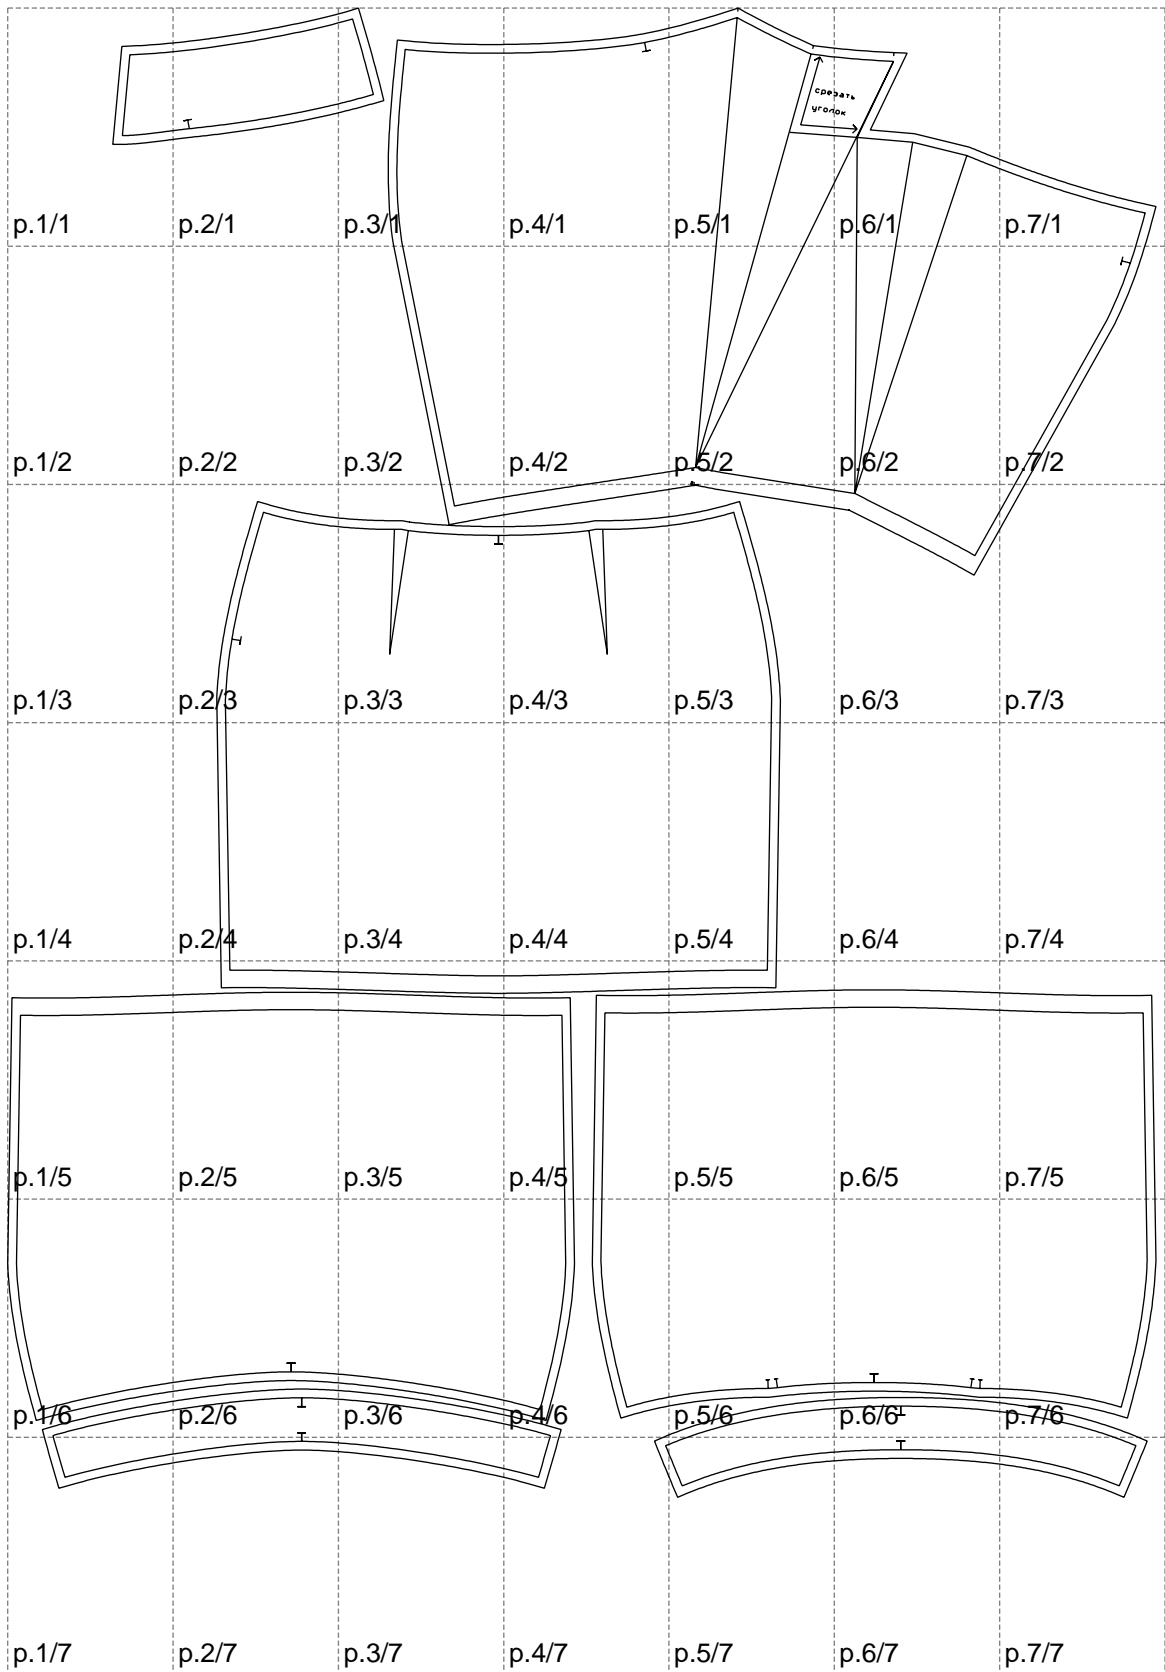 срезать
уголок
p.1/1 p.2/1 p.3/1 p.4/1 p.5/1 p.6/1 p.7/1
p.1/2 p.2/2 p.3/2 p.4/2 p.5/2 p.6/2 p.7/2
p.1/3 p.2/3 p.3/3 p.4/3 p.5/3 p.6/3 p.7/3
p.1/4 p.2/4 p.3/4 p.4/4 p.5/4 p.6/4 p.7/4
p.1/5 p.2/5 p.3/5 p.4/5 p.5/5 p.6/5 p.7/5
p.1/6 p.2/6 p.3/6 p.4/6 p.5/6 p.6/6 p.7/6
p.1/7 p.2/7 p.3/7 p.4/7 p.5/7 p.6/7 p.7/7